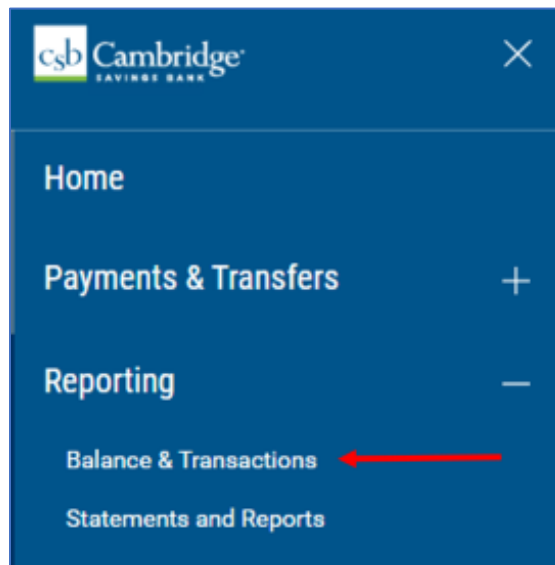 csb Cambridge
SAVINGS BANK
Home
Payments & Transfers
Reporting
Balance & Transactions
Statements and Reports